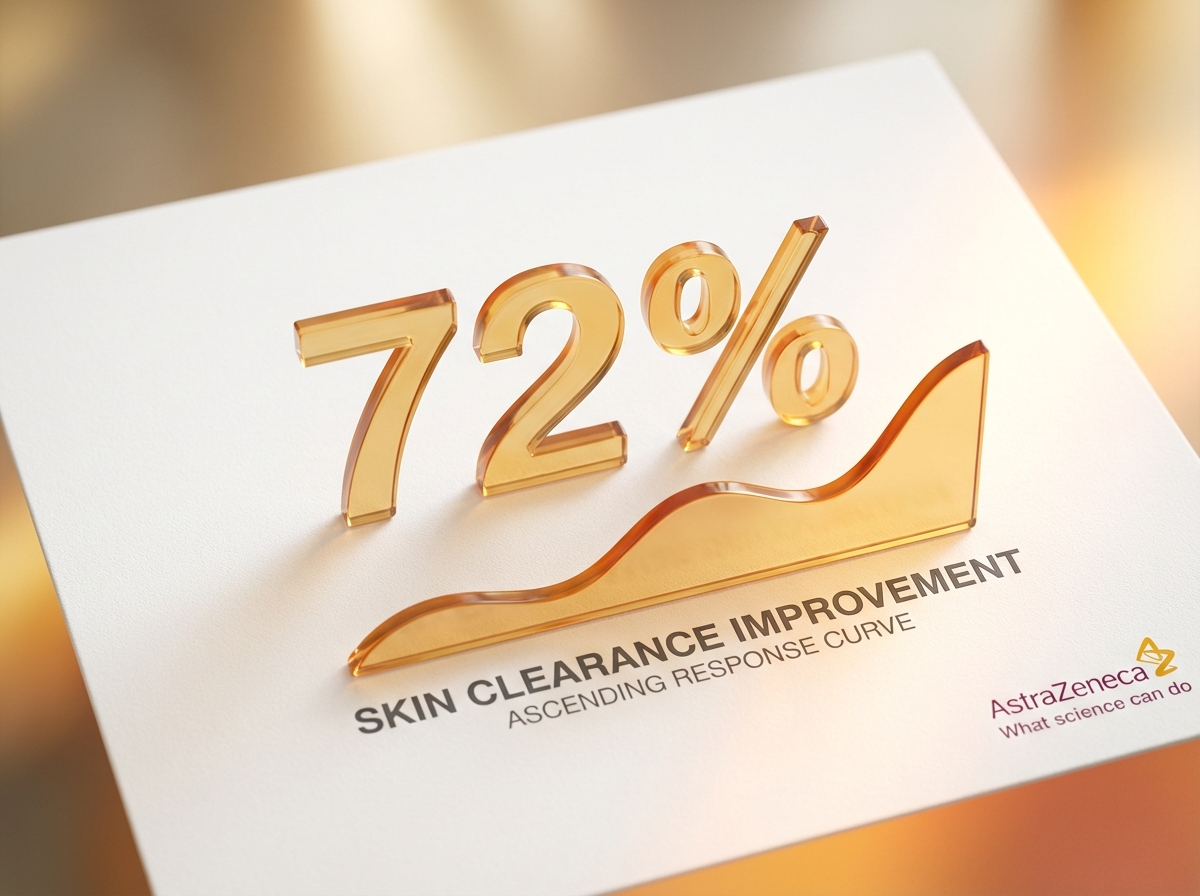 72%
SKIN CLEARANCE IMPROVEMENT
ASCENDING RESPONSE CURVE
AstraZeneca
What science can do